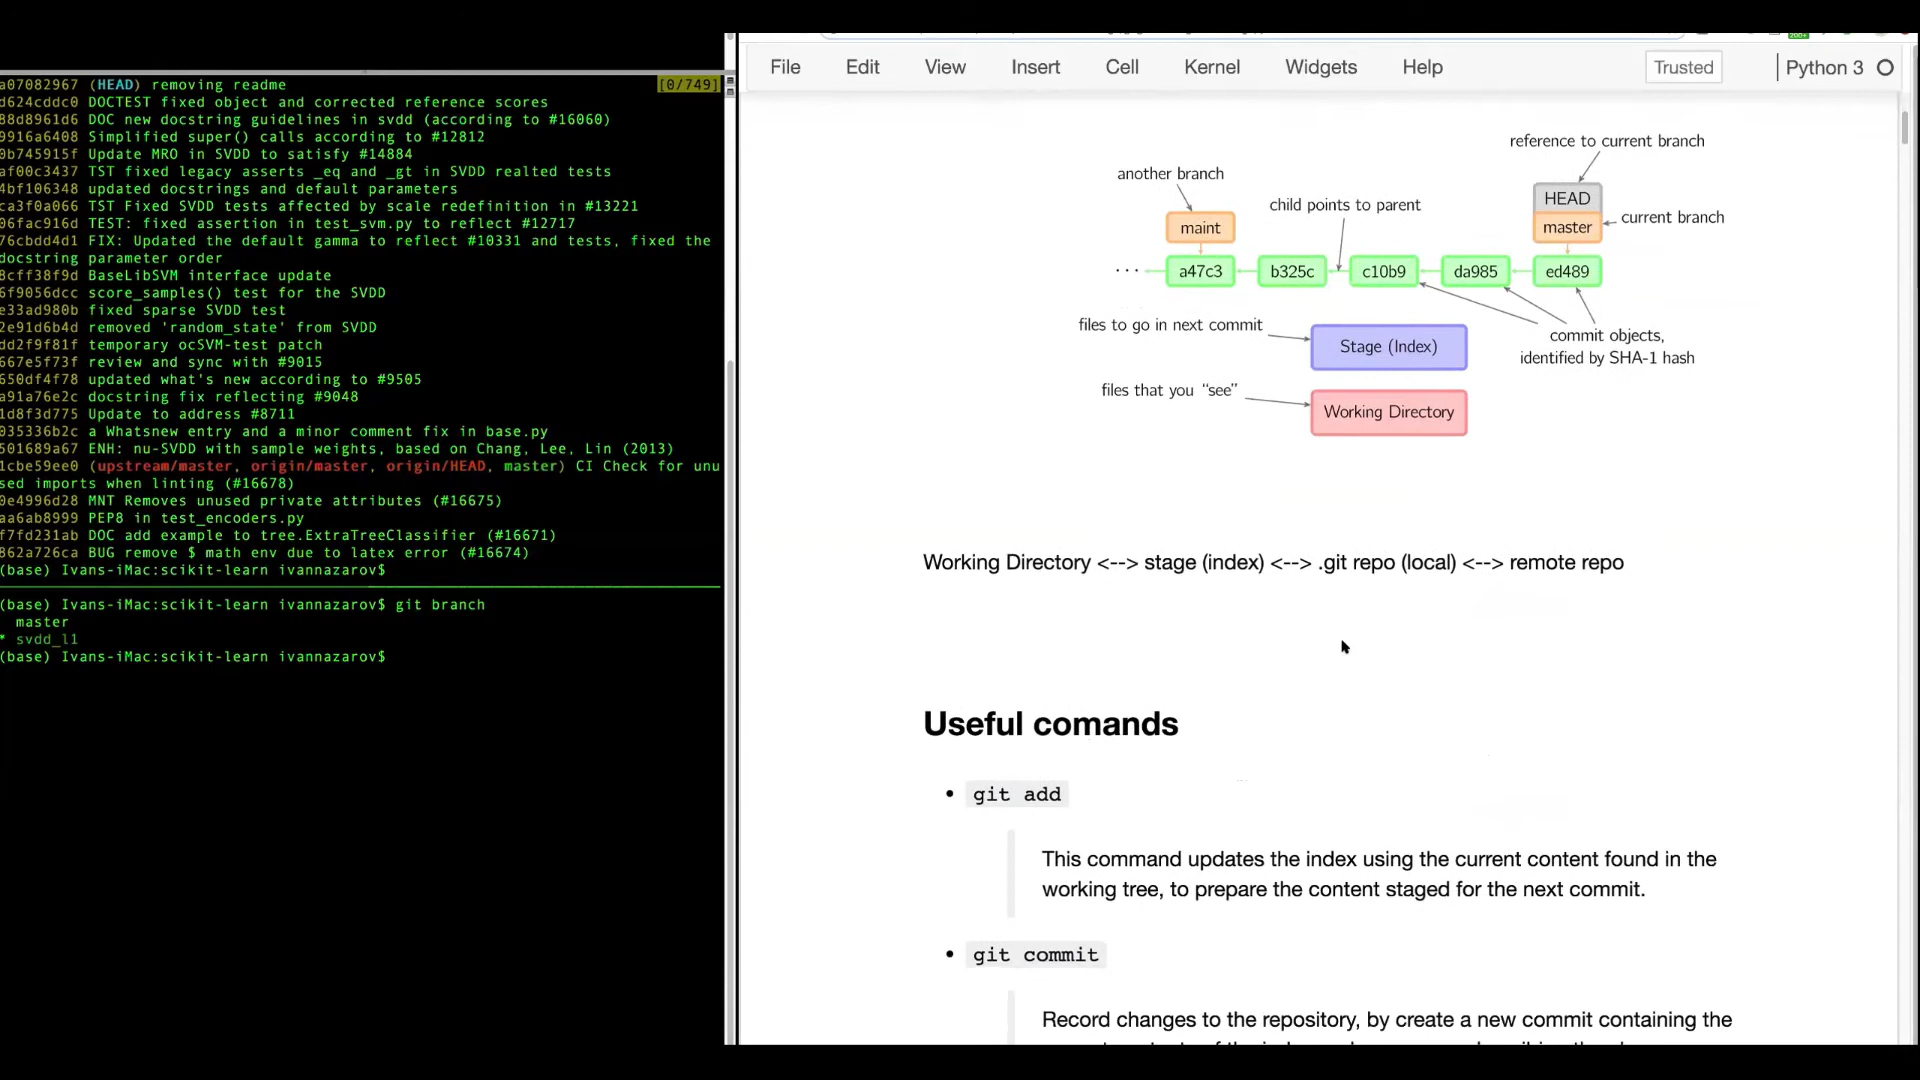 a07082967 (HEAD) removing readme [0/749]
d624cddc0 DOCTEST fixed object and corrected reference scores
88d8961d6 DOC new docstring guidelines in svdd (according to #16060)
9916a6408 Simplified super() calls according to #12812
0b745915f Update MRO in SVDD to satisfy #14884
af00c3437 TST fixed legacy asserts _eq and _gt in SVDD realted tests
4bf106348 updated docstrings and default parameters
ca3f0a066 TST Fixed SVDD tests affected by scale redefinition in #13221
06fac916d TEST: fixed assertion in test_svm.py to reflect #12717
76cbdd4d1 FIX: Updated the default gamma to reflect #10331 and tests, fixed the
docstring parameter order
8cff38f9d BaseLibSVM interface update
6f9056dcc score_samples() test for the SVDD
e33ad980b fixed sparse SVDD test
2e91d6b4d removed 'random_state' from SVDD
dd2f9f81f temporary ocSVM-test patch
667e5f73f review and sync with #9015
650df4f78 updated what's new according to #9505
a91a76e2c docstring fix reflecting #9048
1d8f3d775 Update to address #8711
035336b2c a Whatsnew entry and a minor comment fix in base.py
501689a67 ENH: nu-SVDD with sample weights, based on Chang, Lee, Lin (2013)
1cbe59ee0 (upstream/master, origin/master, origin/HEAD, master) CI Check for unu
sed imports when linting (#16678)
0e4996d28 MNT Removes unused private attributes (#16675)
aa6ab8999 PEP8 in test_encoders.py
f7fd231ab DOC add example to tree.ExtraTreeClassifier (#16671)
862a726ca BUG remove $ math env due to latex error (#16674)
(base) Ivans-iMac:scikit-learn ivannazarov$
(base) Ivans-iMac:scikit-learn ivannazarov$ git branch
master
* svdd_l1
(base) Ivans-iMac:scikit-learn ivannazarov$
File Edit View Insert Cell Kernel Widgets Help Trusted Python 3
reference to current branch
another branch
child points to parent
HEAD
maint
master
current branch
... a47c3 b325c c10b9 da985 ed489
files to go in next commit
Stage (Index)
commit objects,
identified by SHA-1 hash
files that you “see”
Working Directory
Working Directory <--> stage (index) <--> .git repo (local) <--> remote repo
Useful comands
• git add
This command updates the index using the current content found in the
working tree, to prepare the content staged for the next commit.
• git commit
Record changes to the repository, by create a new commit containing the